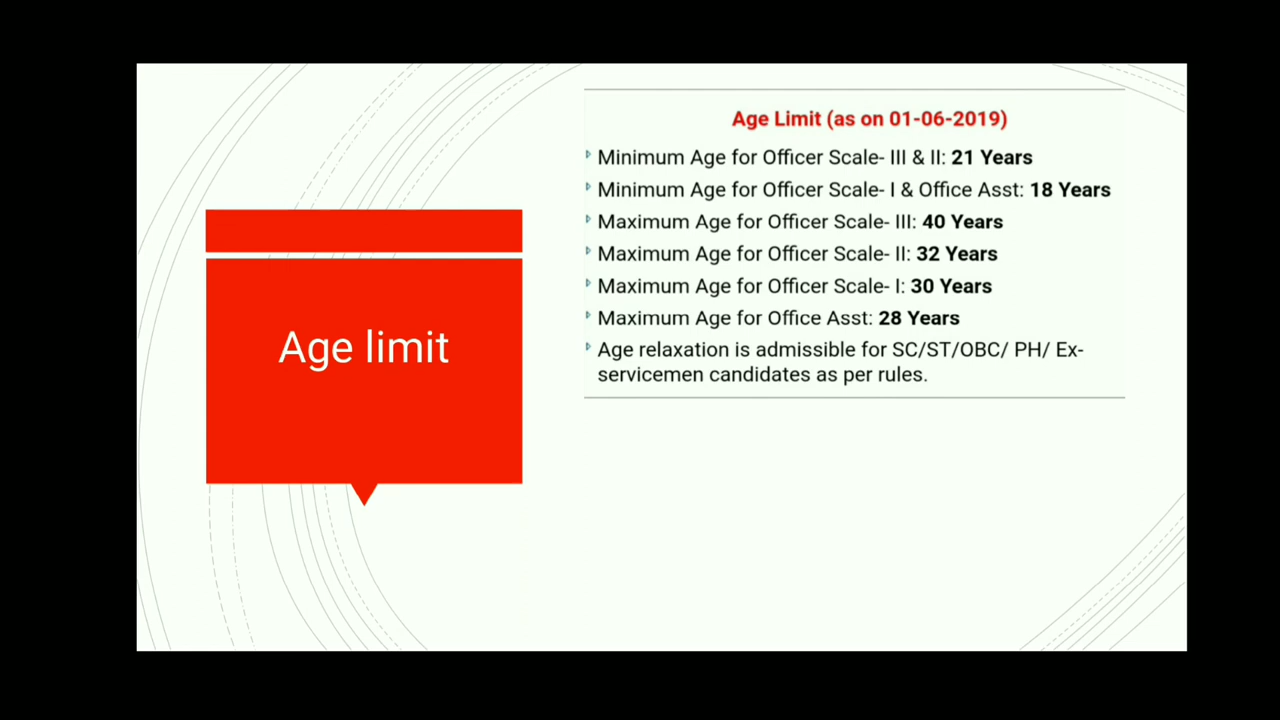 Age limit
Age Limit (as on 01-06-2019)
Minimum Age for Officer Scale- III & II: 21 Years
Minimum Age for Officer Scale- I & Office Asst: 18 Years
Maximum Age for Officer Scale- III: 40 Years
Maximum Age for Officer Scale- II: 32 Years
Maximum Age for Officer Scale- I: 30 Years
Maximum Age for Office Asst: 28 Years
Age relaxation is admissible for SC/ST/OBC/ PH/ Ex-
servicemen candidates as per rules.